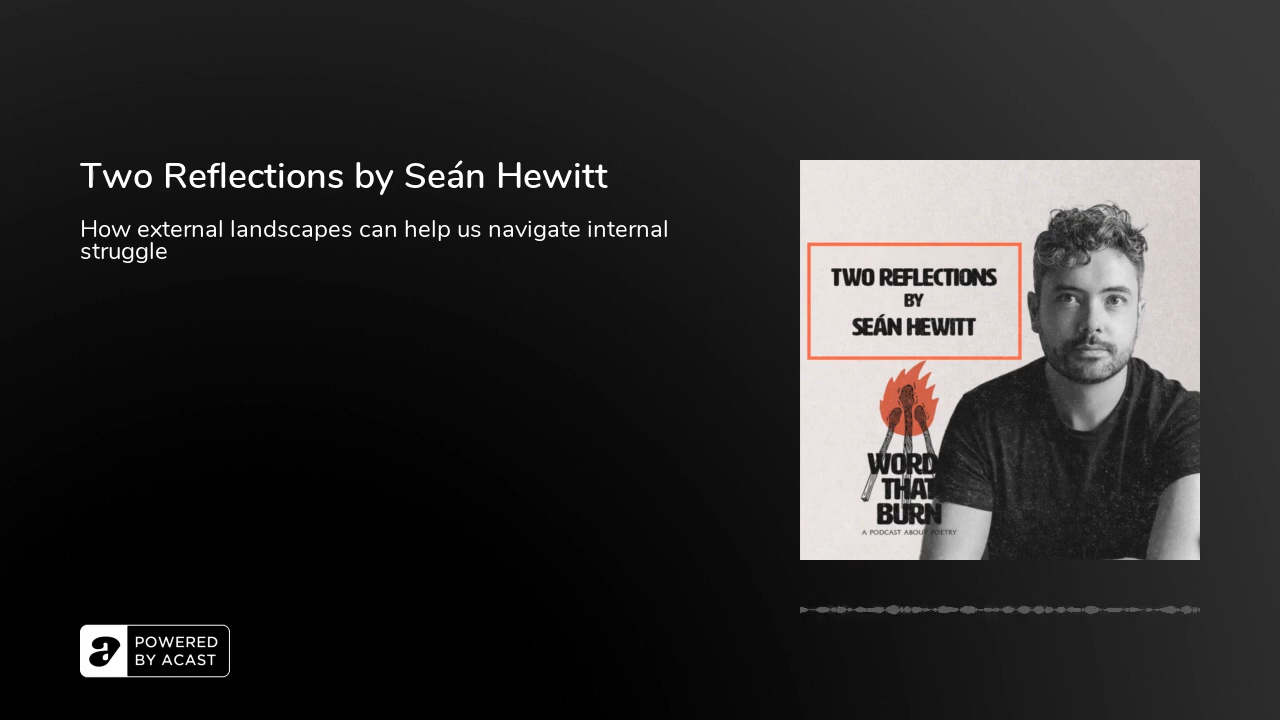 Two Reflections by Seán Hewitt
How external landscapes can help us navigate internal
struggle
TWO REFLECTIONS
BY
SEÁN HEWITT
WORD
THAT
BURN
A PODCAST ABOUT POETRY
POWERED
BY ACAST